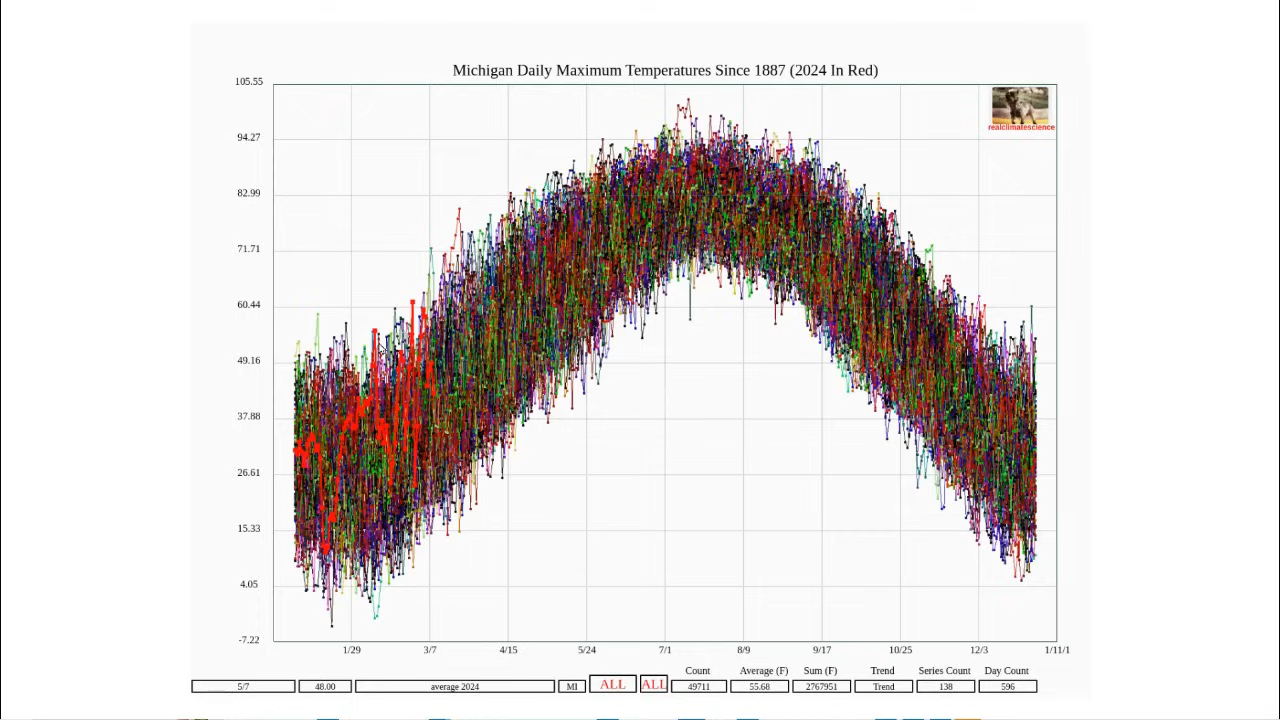 Michigan Daily Maximum Temperatures Since 1887 (2024 In Red)
105.55
realclimatescience
94.27
82.99
71.71
60.44
49.16
37.88
26.61
15.33
4.05
-7.22
1/29 3/7 4/15 5/24 7/1 8/9 9/17 10/25 12/3 1/11/1
Count Average (F) Sum (F) Trend Series Count Day Count
5/7 48.00 average 2024 MI ALL ALL 49711 55.68 2767951 Trend 138 596